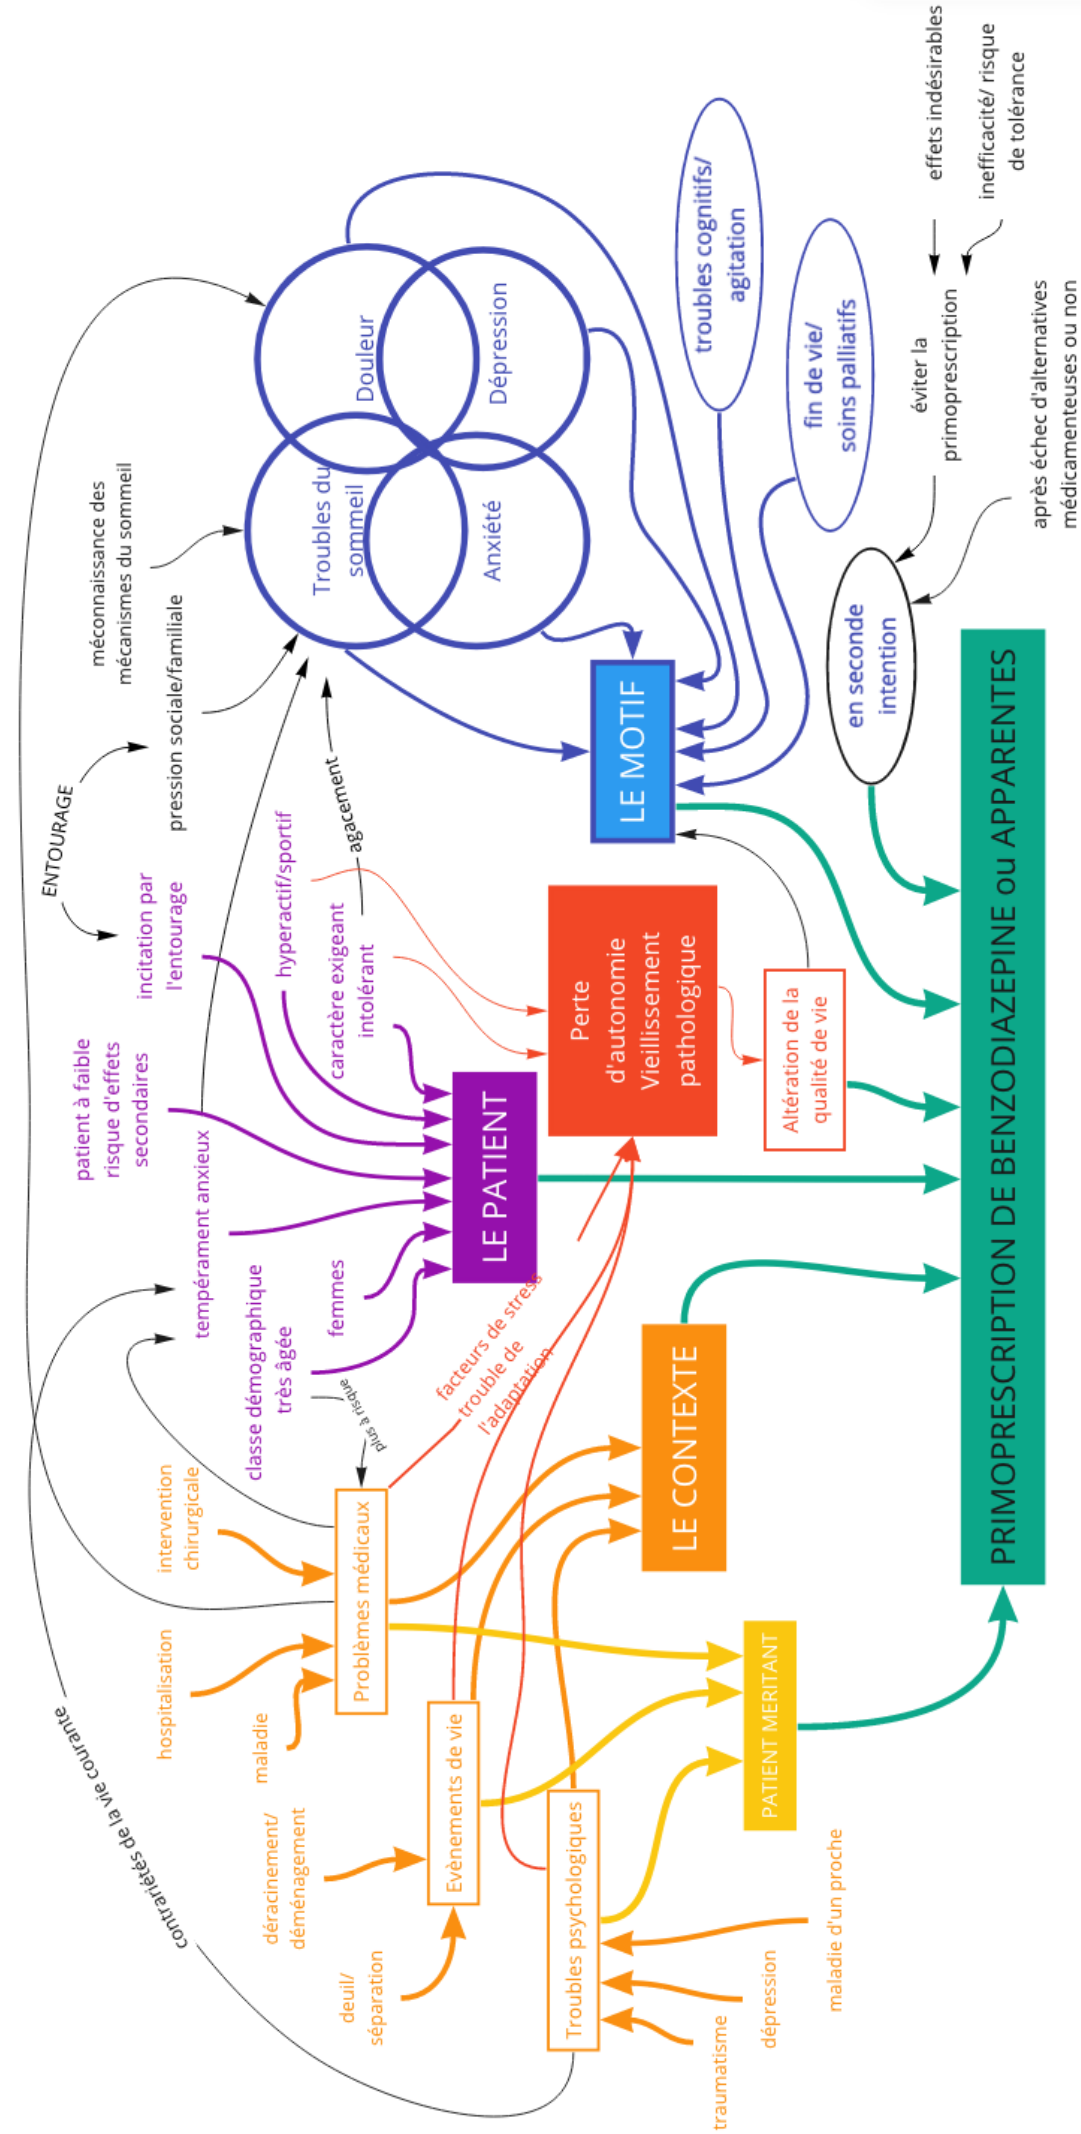 contrariétés de la vie courante
ENTOURAGE
méconnaissance des
mécanismes du sommeil
pression sociale/familiale
incitation par
l'entourage
patient à faible
risque d'effets
secondaires
tempérament anxieux
classe démographique
très âgée
femmes
hyperactif/sportif
caractère exigeant
intolérant
agacement
plus à risque
intervention
chirurgicale
hospitalisation
maladie
Problèmes médicaux
déracinement/
déménagement
deuil/
séparation
Evènements de vie
Troubles psychologiques
traumatisme
dépression
maladie d'un proche
facteurs de stress
trouble de
l'adaptation
LE PATIENT
LE CONTEXTE
PATIENT MERITANT
Perte
d'autonomie
Vieillissement
pathologique
Altération de la
qualité de vie
LE MOTIF
Troubles du
sommeil
Douleur
Anxiété
Dépression
troubles cognitifs/
agitation
fin de vie/
soins palliatifs
en seconde
intention
éviter la
primoprescription
effets indésirables
inefficacité/ risque
de tolérance
après échec d'alternatives
médicamenteuses ou non
PRIMOPRESCRIPTION DE BENZODIAZEPINE ou APPARENTES